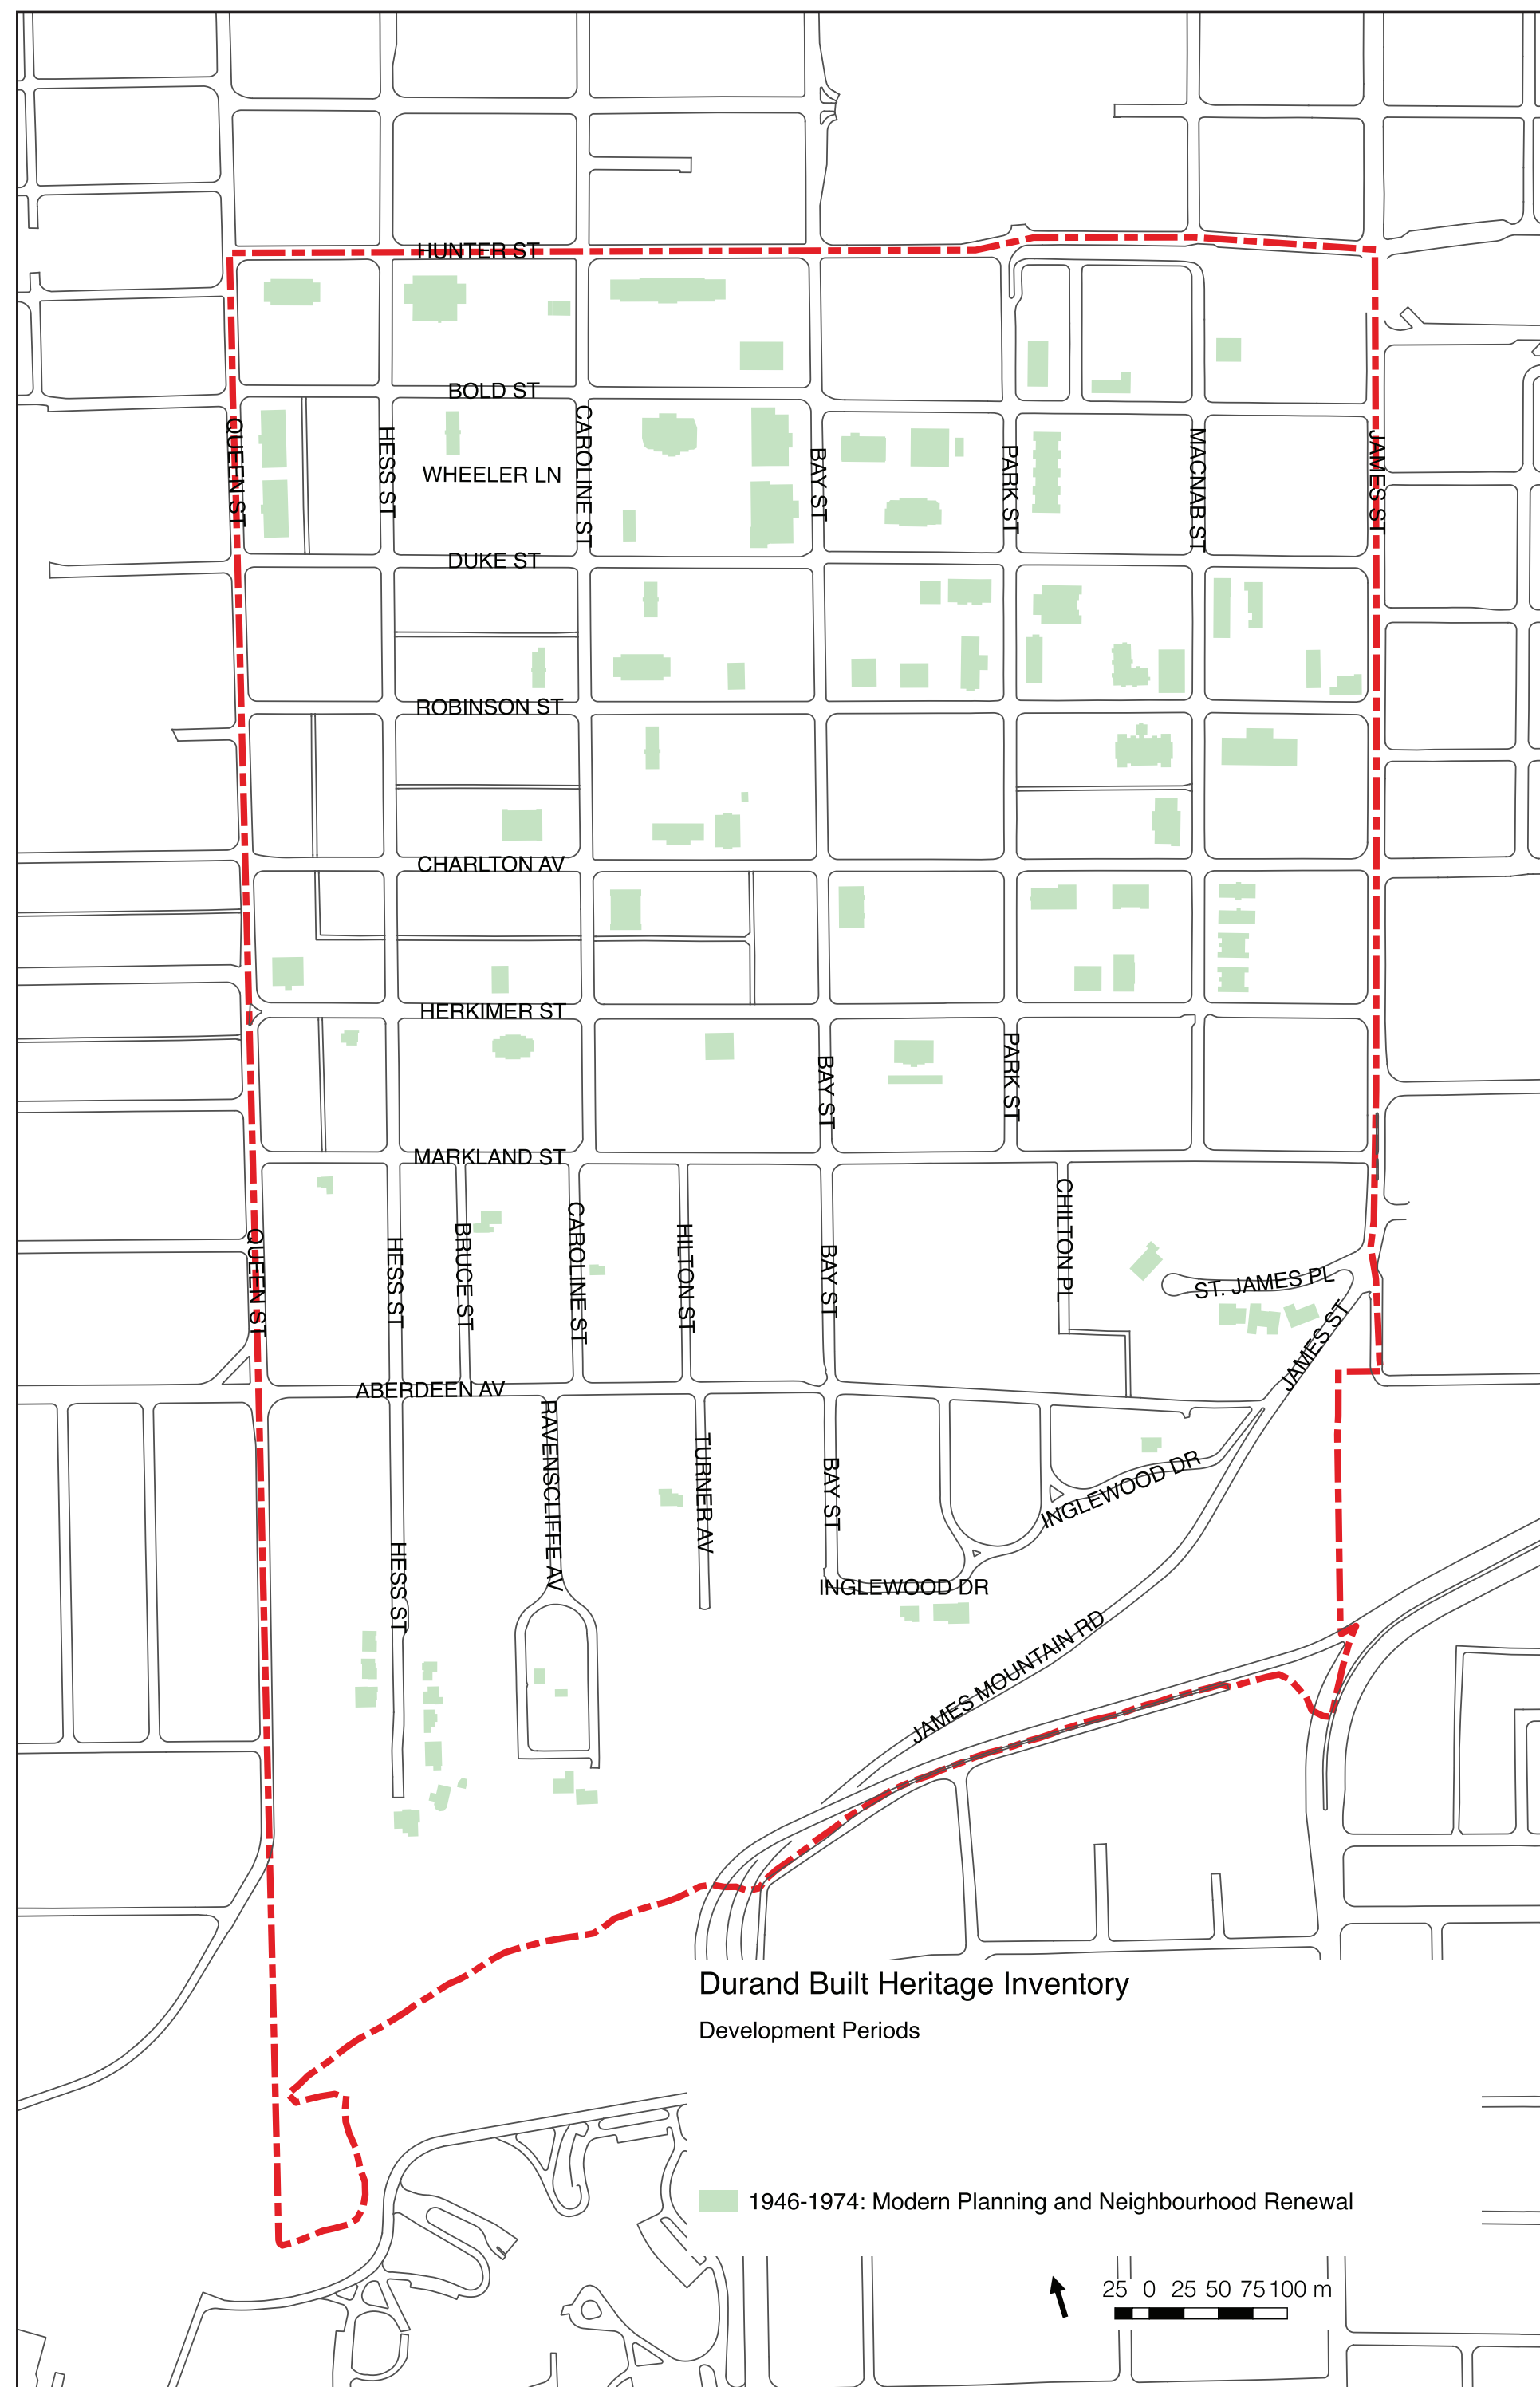 HUNTER ST
BOLD ST
QUEEN ST
HESS ST
WHEELER LN
CAROLINE ST
BAY ST
PARK ST
MACNAB ST
JAMES ST
DUKE ST
ROBINSON ST
CHARLTON AV
HERKIMER ST
BAY ST
PARK ST
MARKLAND ST
QUEEN ST
HESS ST
BRUCE ST
CAROLINE ST
HILTON ST
BAY ST
CHILTON PL
ST. JAMES PL
JAMES ST
ABERDEEN AV
RAVENSCLIFFE AV
TURNER AV
BAY ST
INGLEWOOD DR
HESS ST
INGLEWOOD DR
JAMES MOUNTAIN RD
Durand Built Heritage Inventory
Development Periods
1946-1974: Modern Planning and Neighbourhood Renewal
25 0 25 50 75 100 m